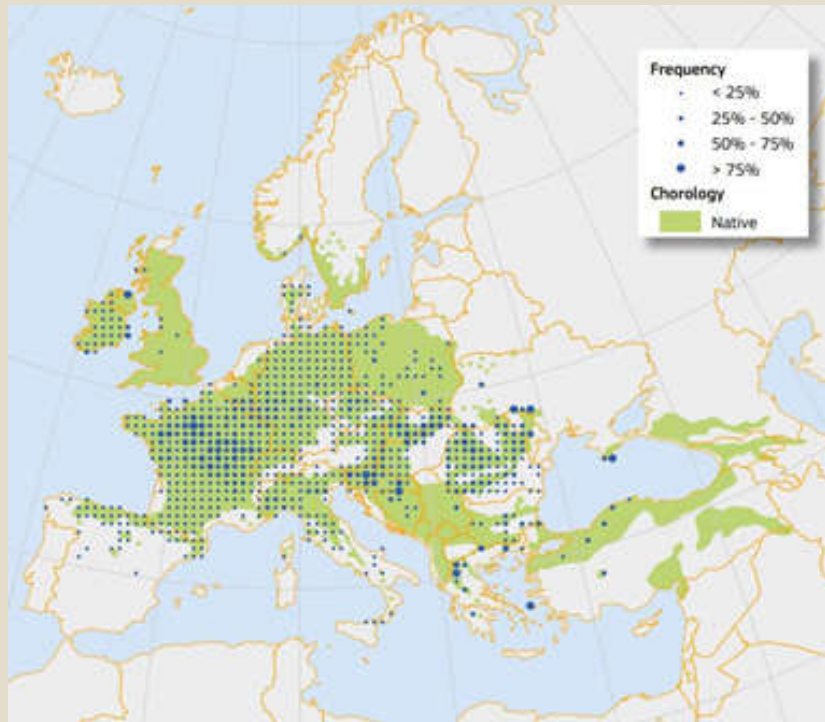 Frequency
< 25%
25% - 50%
50% - 75%
> 75%
Chorology
Native